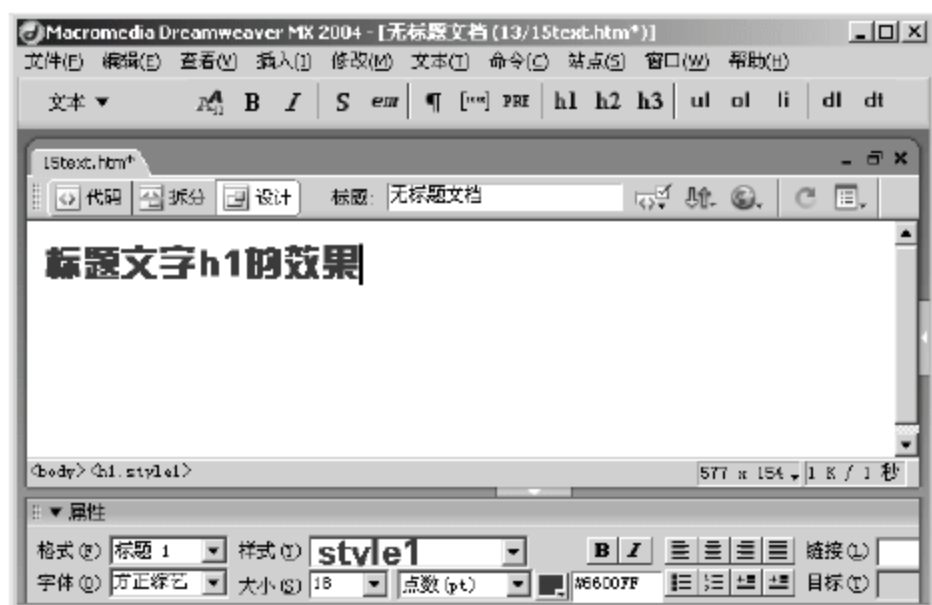 Macromedia Dreamweaver MX 2004 - [无标题文档 (13/15text.htm*)]
文件(F) 编辑(E) 查看(V) 插入(I) 修改(M) 文本(T) 命令(C) 站点(S) 窗口(W) 帮助(H)
文本 B I S em ¶ PRE h1 h2 h3 ul ol li dl dt
15text.htm*
代码 拆分 设计 标题: 无标题文档
标题文字h1的效果
<body> <h1.style1> 577 x 154 1 K / 1 秒
属性
格式(F) 标题 1 样式(T) style1 B I 链接(L)
字体(O) 方正综艺 大小(S) 18 点数(pt) #6600FF 目标(T)